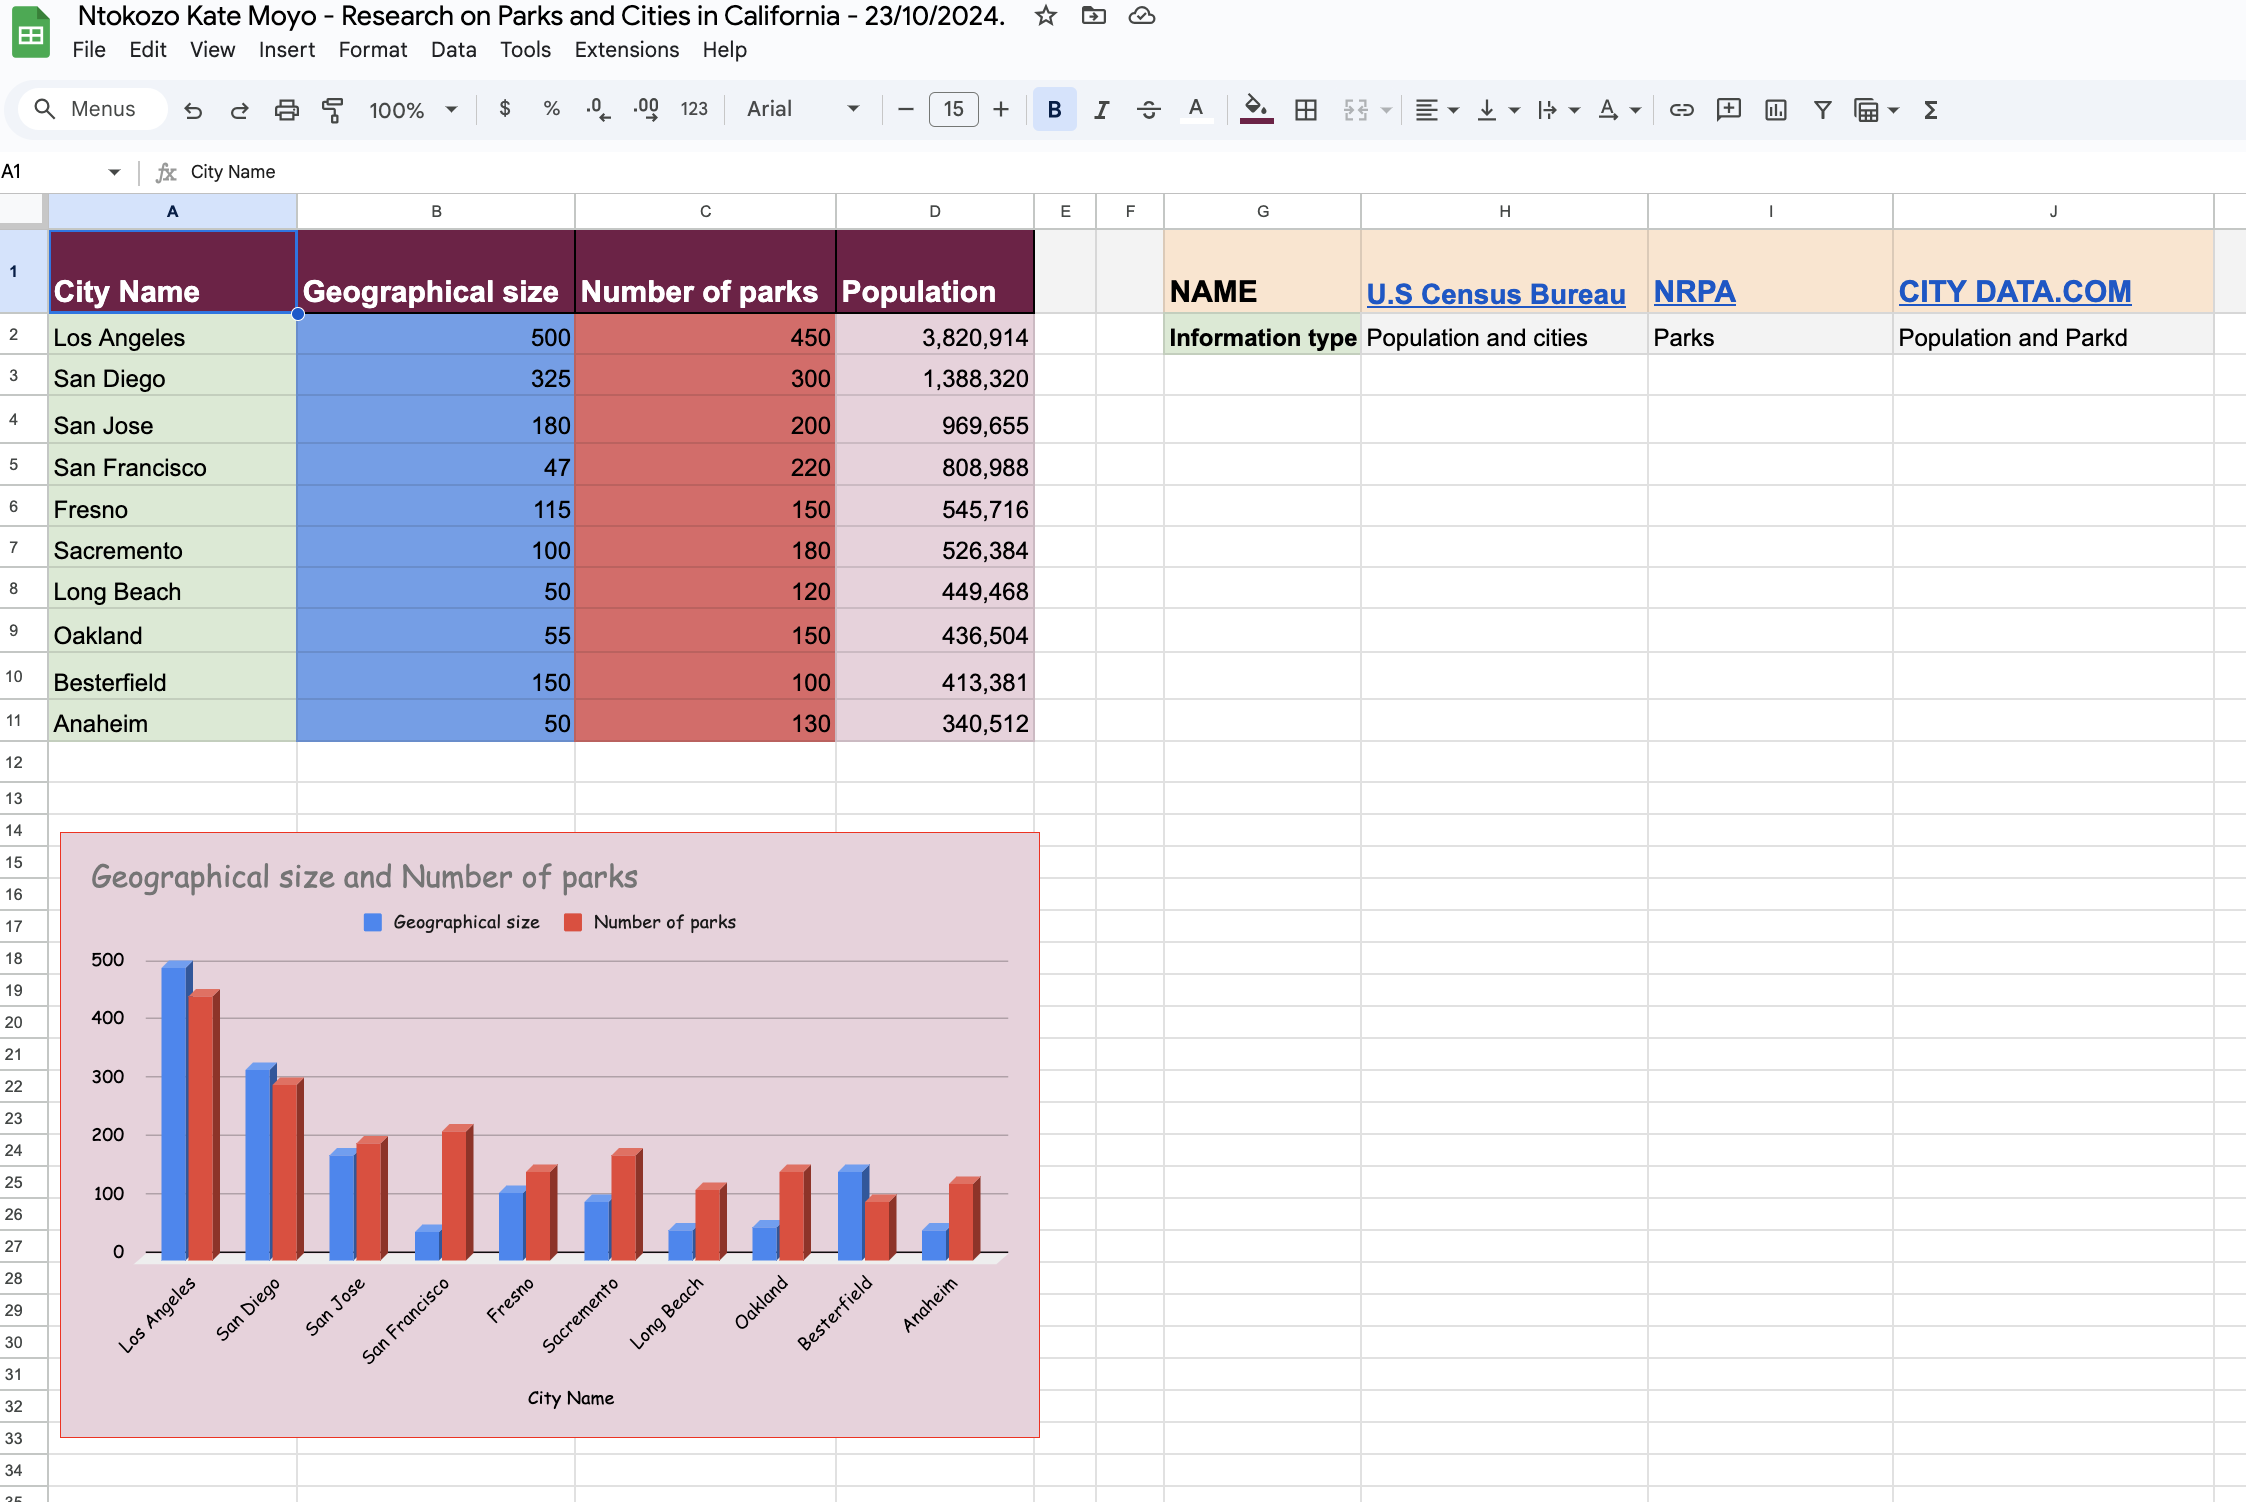 Ntokozo Kate Moyo - Research on Parks and Cities in California - 23/10/2024.
File Edit View Insert Format Data Tools Extensions Help
Menus 100% $ % .0 .00 123 Arial 15 B I A A Σ
A1 fx City Name
A B C D E F G H I J
1 City Name Geographical size Number of parks Population NAME U.S Census Bureau NRPA CITY DATA.COM
2 Los Angeles 500 450 3,820,914 Information type Population and cities Parks Population and Parkd
3 San Diego 325 300 1,388,320
4 San Jose 180 200 969,655
5 San Francisco 47 220 808,988
6 Fresno 115 150 545,716
7 Sacremento 100 180 526,384
8 Long Beach 50 120 449,468
9 Oakland 55 150 436,504
10 Besterfield 150 100 413,381
11 Anaheim 50 130 340,512
12
13
14
15
16
17
18
19
20
21
22
23
24
25
26
27
28
29
30
31
32
33
34
35
Geographical size and Number of parks
Geographical size Number of parks
500
400
300
200
100
0
Los Angeles San Diego San Jose San Francisco Fresno Sacremento Long Beach Oakland Besterfield Anaheim
City Name